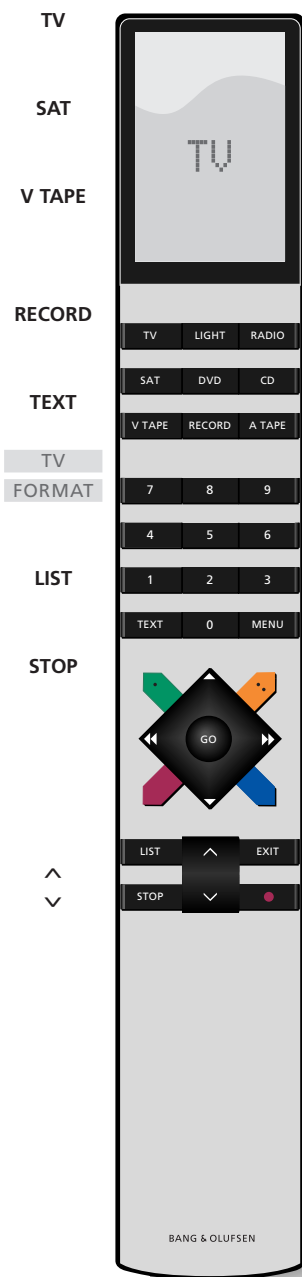 TV
SAT
V TAPE
RECORD
TEXT
TV
FORMAT
LIST
STOP
TV
TV LIGHT RADIO
SAT DVD CD
V TAPE RECORD A TAPE
7 8 9
4 5 6
1 2 3
TEXT 0 MENU
GO
LIST EXIT
STOP
BANG & OLUFSEN